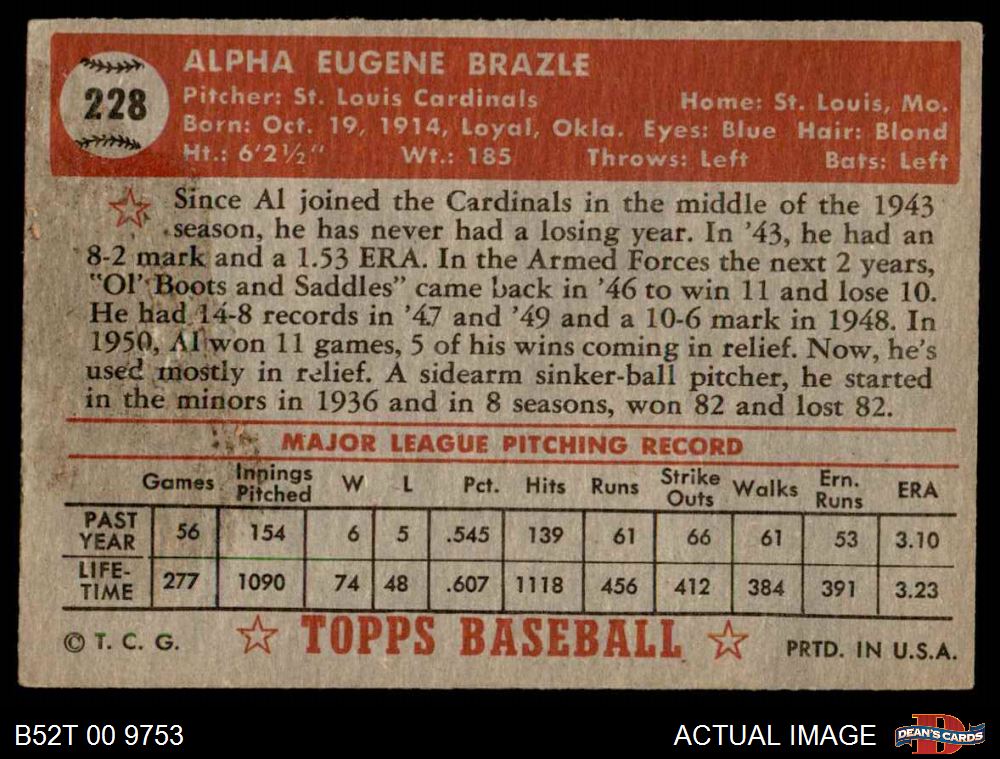 228
ALPHA EUGENE BRAZLE
Pitcher: St. Louis Cardinals Home: St. Louis, Mo.
Born: Oct. 19, 1914, Loyal, Okla. Eyes: Blue Hair: Blond
Ht.: 6'2½" Wt.: 185 Throws: Left Bats: Left
Since Al joined the Cardinals in the middle of the 1943
season, he has never had a losing year. In '43, he had an
8-2 mark and a 1.53 ERA. In the Armed Forces the next 2 years,
"Ol' Boots and Saddles" came back in '46 to win 11 and lose 10.
He had 14-8 records in '47 and '49 and a 10-6 mark in 1948. In
1950, Al won 11 games, 5 of his wins coming in relief. Now, he's
used mostly in relief. A sidearm sinker-ball pitcher, he started
in the minors in 1936 and in 8 seasons, won 82 and lost 82.
MAJOR LEAGUE PITCHING RECORD
Games Innings Pitched W L Pct. Hits Runs Strike Outs Walks Ern. Runs ERA
PAST YEAR 56 154 6 5 .545 139 61 66 61 53 3.10
LIFE-TIME 277 1090 74 48 .607 1118 456 412 384 391 3.23
© T. C. G. TOPPS BASEBALL PRTD. IN U.S.A.
B52T 00 9753 ACTUAL IMAGE DEAN'S CARDS